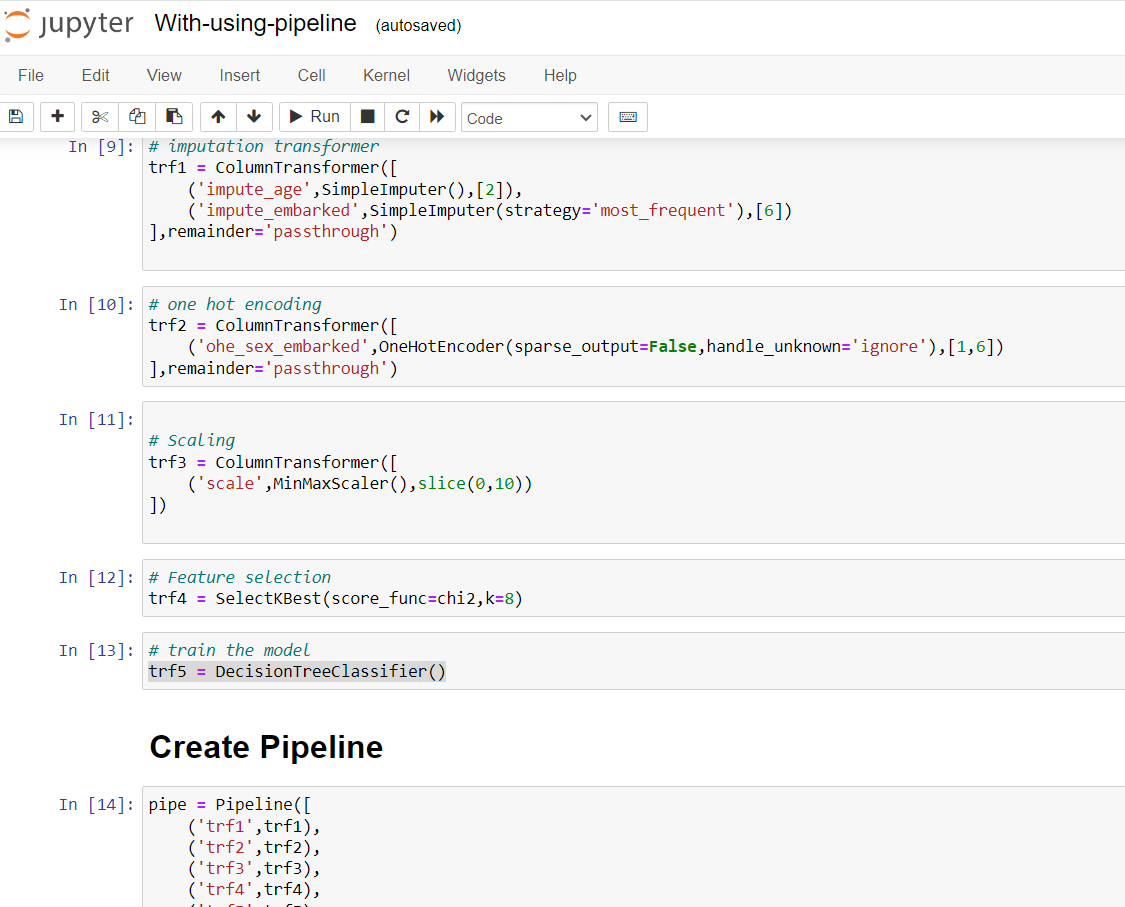 jupyter With-using-pipeline (autosaved)
File Edit View Insert Cell Kernel Widgets Help
Run Code
In [9]: # imputation transformer
trf1 = ColumnTransformer([
('impute_age',SimpleImputer(),[2]),
('impute_embarked',SimpleImputer(strategy='most_frequent'),[6])
],remainder='passthrough')
In [10]: # one hot encoding
trf2 = ColumnTransformer([
('ohe_sex_embarked',OneHotEncoder(sparse_output=False,handle_unknown='ignore'),[1,6])
],remainder='passthrough')
In [11]:
# Scaling
trf3 = ColumnTransformer([
('scale',MinMaxScaler(),slice(0,10))
])
In [12]: # Feature selection
trf4 = SelectKBest(score_func=chi2,k=8)
In [13]: # train the model
trf5 = DecisionTreeClassifier()
Create Pipeline
In [14]: pipe = Pipeline([
('trf1',trf1),
('trf2',trf2),
('trf3',trf3),
('trf4',trf4),